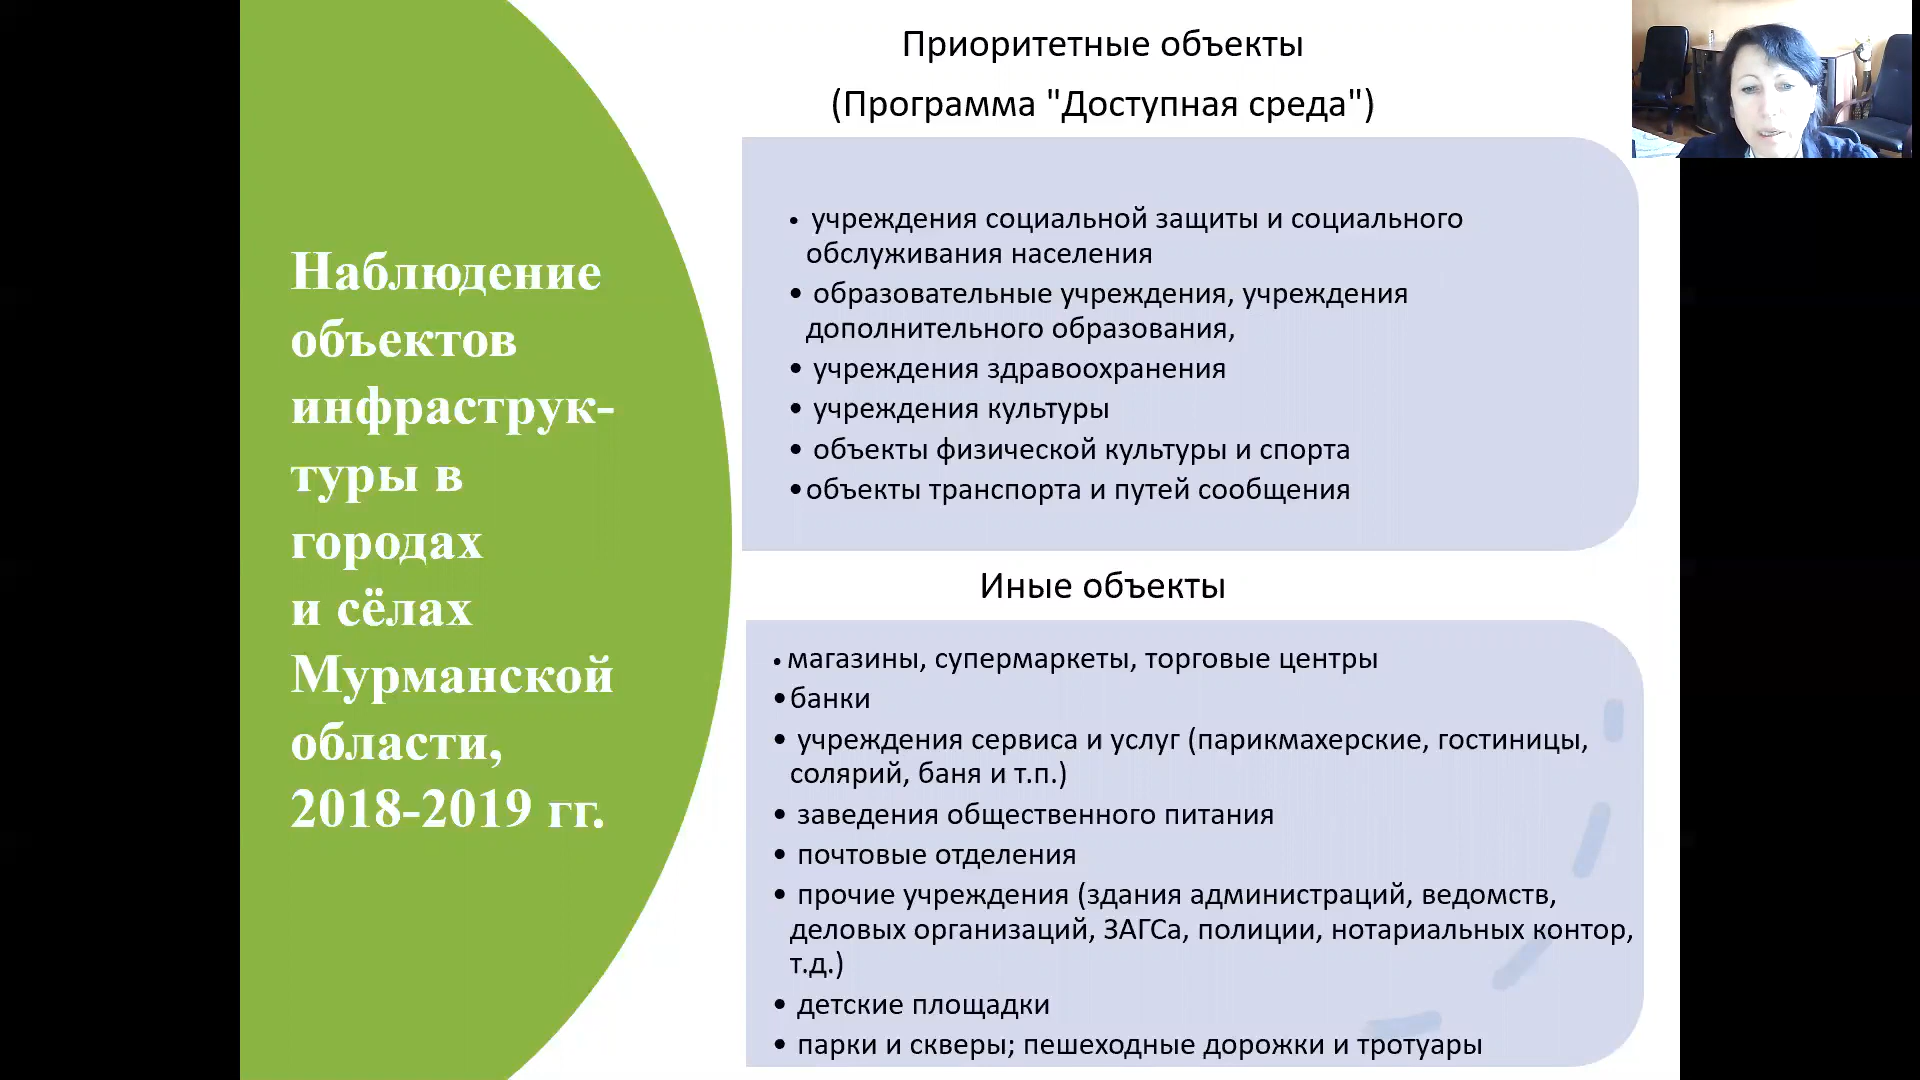 Наблюдение
объектов
инфраструк-
туры в
городах
и сёлах
Мурманской
области,
2018-2019 гг.
Приоритетные объекты
(Программа "Доступная среда")
• учреждения социальной защиты и социального
обслуживания населения
• образовательные учреждения, учреждения
дополнительного образования,
• учреждения здравоохранения
• учреждения культуры
• объекты физической культуры и спорта
•объекты транспорта и путей сообщения
Иные объекты
• магазины, супермаркеты, торговые центры
•банки
• учреждения сервиса и услуг (парикмахерские, гостиницы,
солярий, баня и т.п.)
• заведения общественного питания
• почтовые отделения
• прочие учреждения (здания администраций, ведомств,
деловых организаций, ЗАГСа, полиции, нотариальных контор,
т.д.)
• детские площадки
• парки и скверы; пешеходные дорожки и тротуары